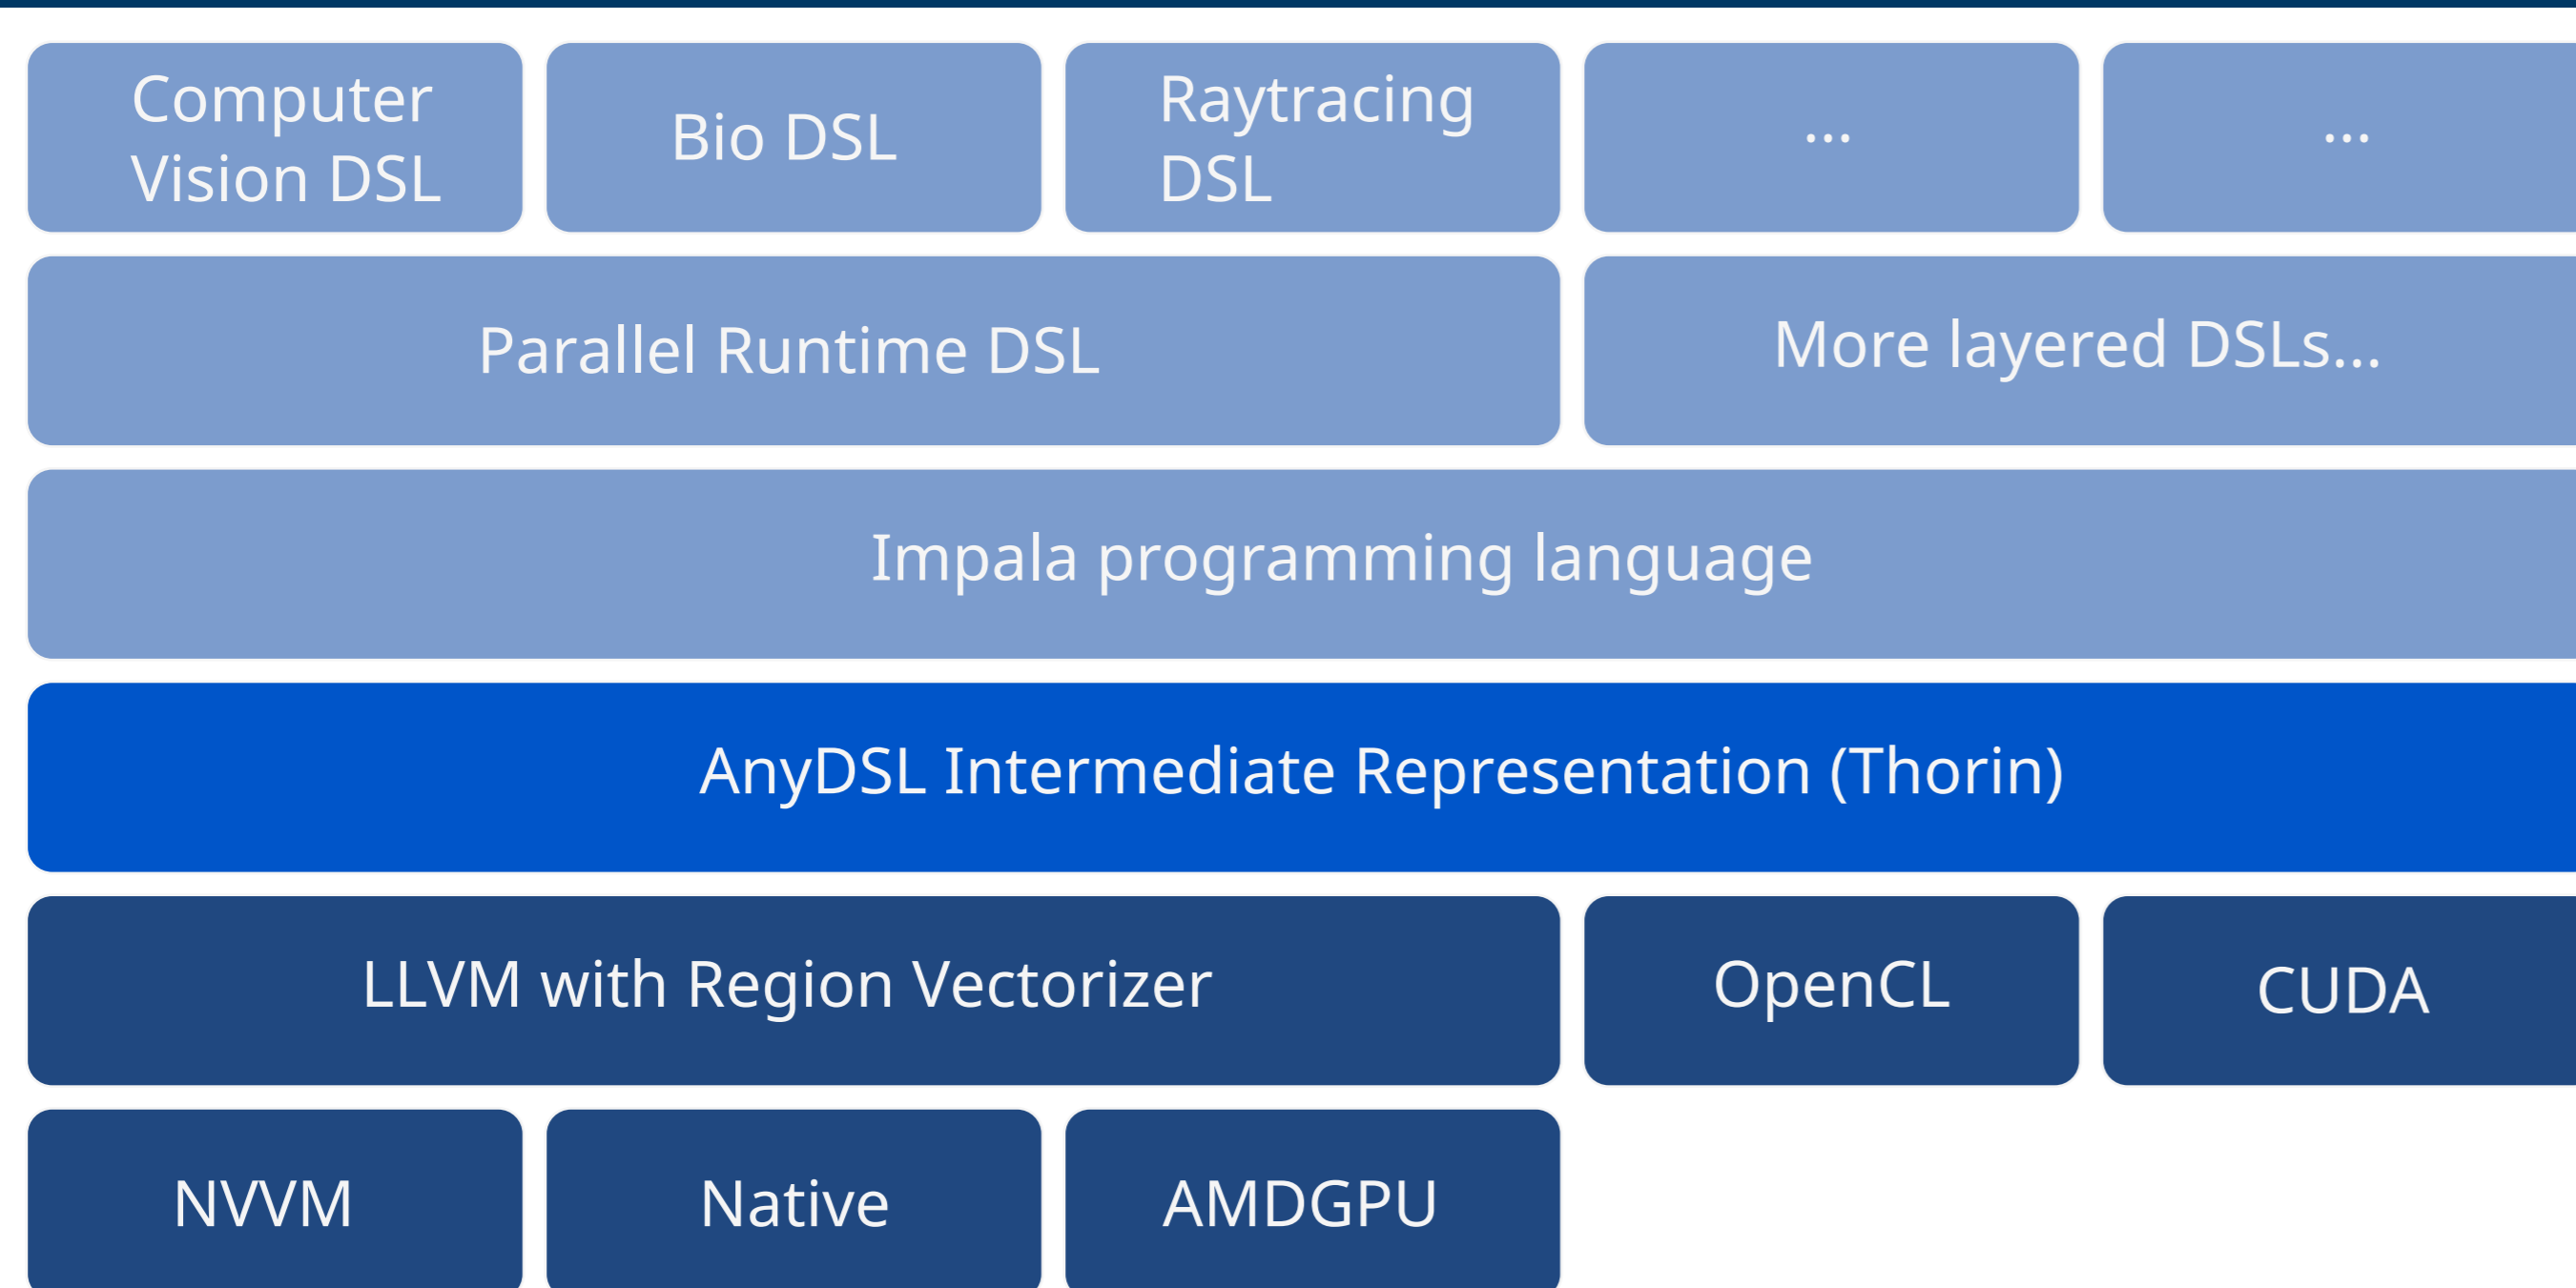 Computer
Vision DSL
Bio DSL
Raytracing
DSL
...
...
Parallel Runtime DSL
More layered DSLs...
Impala programming language
AnyDSL Intermediate Representation (Thorin)
LLVM with Region Vectorizer
OpenCL
CUDA
NVVM
Native
AMDGPU